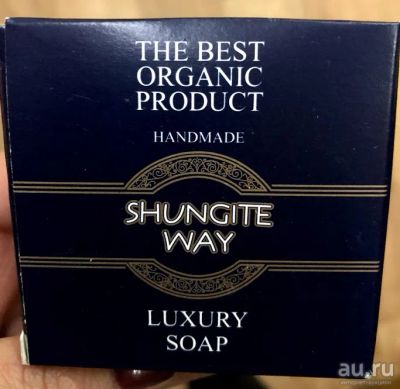 THE BEST
ORGANIC
PRODUCT
HANDMADE
SHUNGITE
WAY
LUXURY
SOAP
au.ru